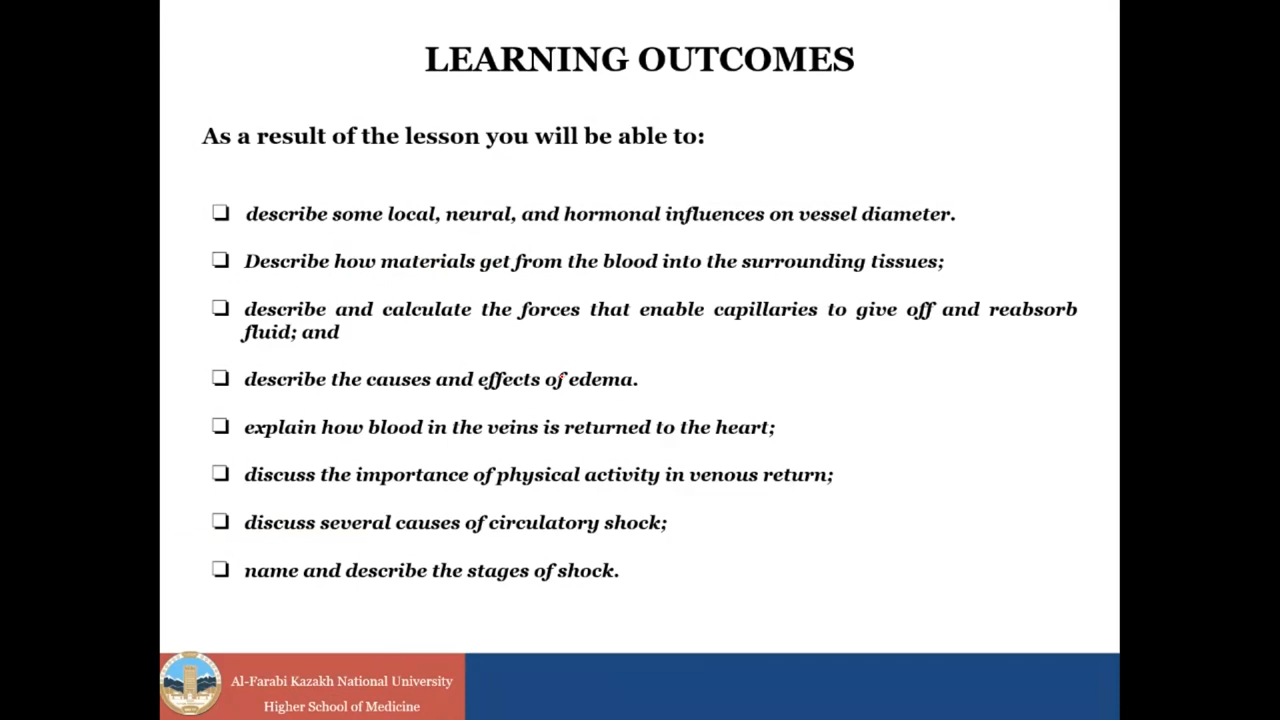 LEARNING OUTCOMES
As a result of the lesson you will be able to:
❑ describe some local, neural, and hormonal influences on vessel diameter.
❑ Describe how materials get from the blood into the surrounding tissues;
❑ describe and calculate the forces that enable capillaries to give off and reabsorb
fluid; and
❑ describe the causes and effects of edema.
❑ explain how blood in the veins is returned to the heart;
❑ discuss the importance of physical activity in venous return;
❑ discuss several causes of circulatory shock;
❑ name and describe the stages of shock.
Al-Farabi Kazakh National University
Higher School of Medicine